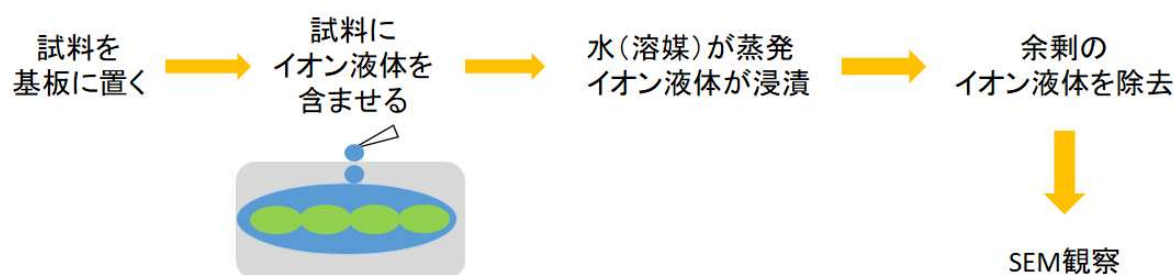 試料を
基板に置く
試料に
イオン液体を
含ませる
水(溶媒)が蒸発
イオン液体が浸漬
余剰の
イオン液体を除去
SEM観察